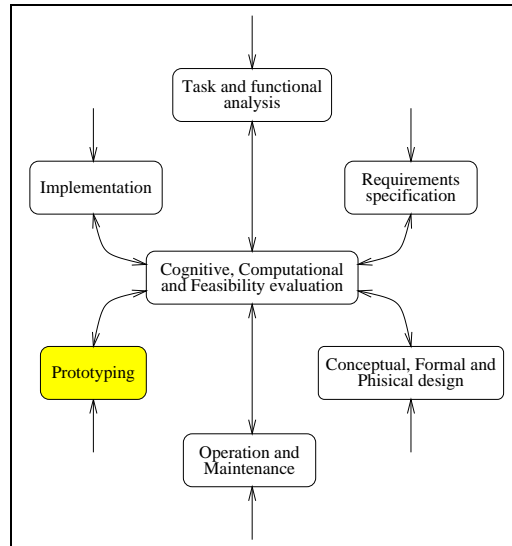 Task and functional
analysis
Implementation
Requirements
specification
Cognitive, Computational
and Feasibility evaluation
Prototyping
Conceptual, Formal and
Phisical design
Operation and
Maintenance